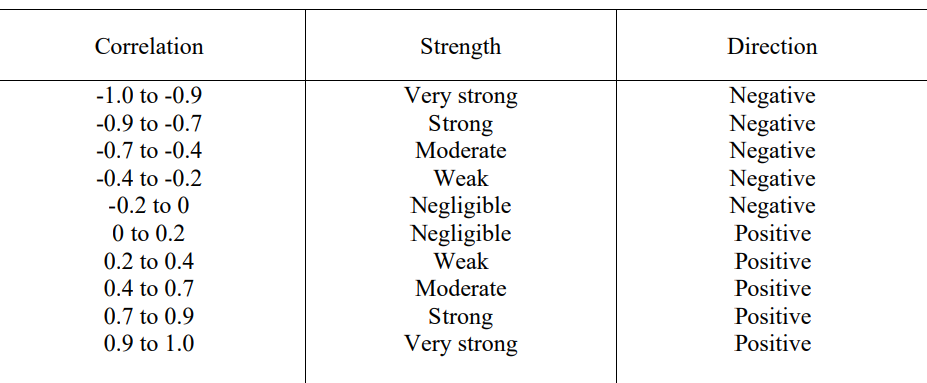 Correlation Strength Direction
-1.0 to -0.9 Very strong Negative
-0.9 to -0.7 Strong Negative
-0.7 to -0.4 Moderate Negative
-0.4 to -0.2 Weak Negative
-0.2 to 0 Negligible Negative
0 to 0.2 Negligible Positive
0.2 to 0.4 Weak Positive
0.4 to 0.7 Moderate Positive
0.7 to 0.9 Strong Positive
0.9 to 1.0 Very strong Positive